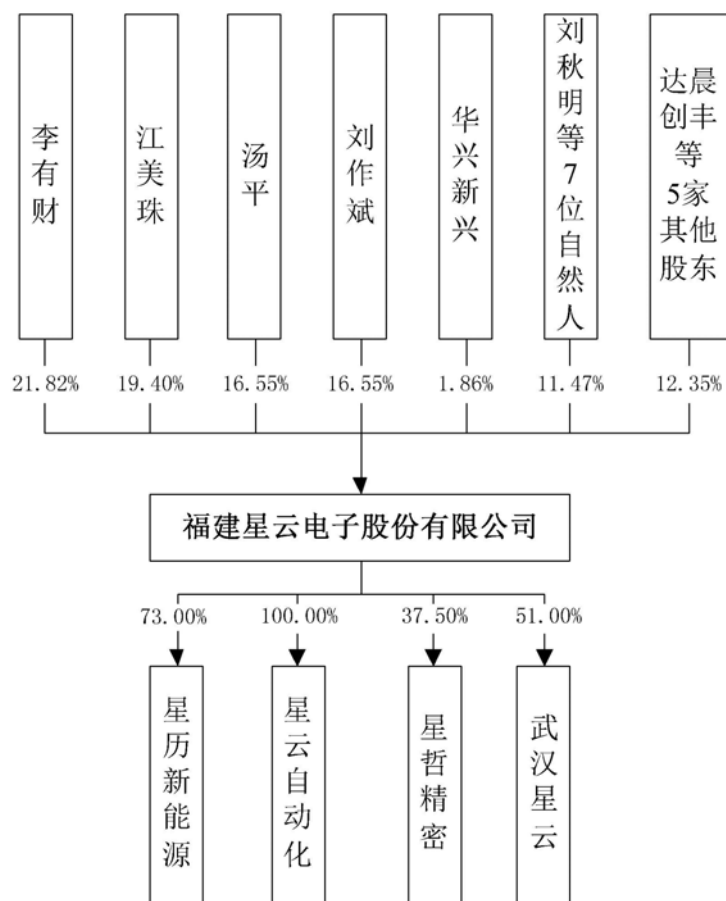 李有财
江美珠
汤平
刘作斌
华兴新兴
刘秋明等7位自然人
达晨
创丰
等
5家
其他
股东
21.82%
19.40%
16.55%
16.55%
1.86%
11.47%
12.35%
福建星云电子股份有限公司
73.00%
100.00%
37.50%
51.00%
星历新能源
星云自动化
星哲精密
武汉星云